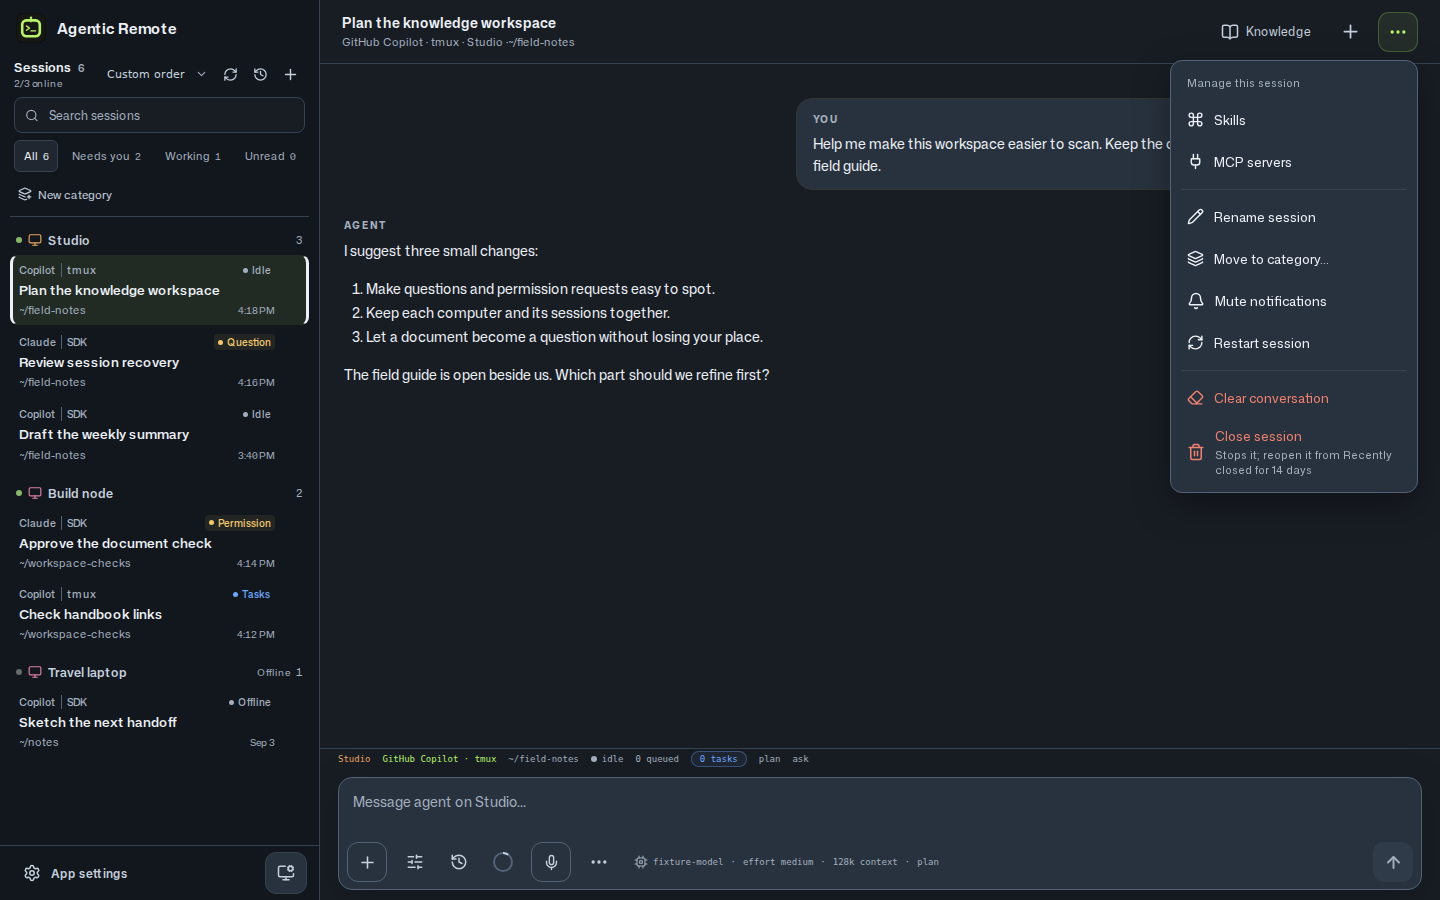 Agentic Remote
Sessions 6
2/3 online
Custom order
Search sessions
All 6
Needs you 2
Working 1
Unread 0
New category
Studio 3
Copilot | tmux Idle
Plan the knowledge workspace
~/field-notes 4:18 PM
Claude | SDK Question
Review session recovery
~/field-notes 4:16 PM
Copilot | SDK Idle
Draft the weekly summary
~/field-notes 3:40 PM
Build node 2
Claude | SDK Permission
Approve the document check
~/workspace-checks 4:14 PM
Copilot | tmux Tasks
Check handbook links
~/workspace-checks 4:12 PM
Travel laptop Offline 1
Copilot | SDK Offline
Sketch the next handoff
~/notes Sep 3
App settings
Plan the knowledge workspace
GitHub Copilot · tmux · Studio ·~/field-notes
Knowledge
YOU
Help me make this workspace easier to scan. Keep the
field guide.
AGENT
I suggest three small changes:
1. Make questions and permission requests easy to spot.
2. Keep each computer and its sessions together.
3. Let a document become a question without losing your place.
The field guide is open beside us. Which part should we refine first?
Manage this session
Skills
MCP servers
Rename session
Move to category...
Mute notifications
Restart session
Clear conversation
Close session
Stops it; reopen it from Recently
closed for 14 days
Studio GitHub Copilot · tmux ~/field-notes idle 0 queued 0 tasks plan ask
Message agent on Studio...
fixture-model · effort medium · 128k context · plan